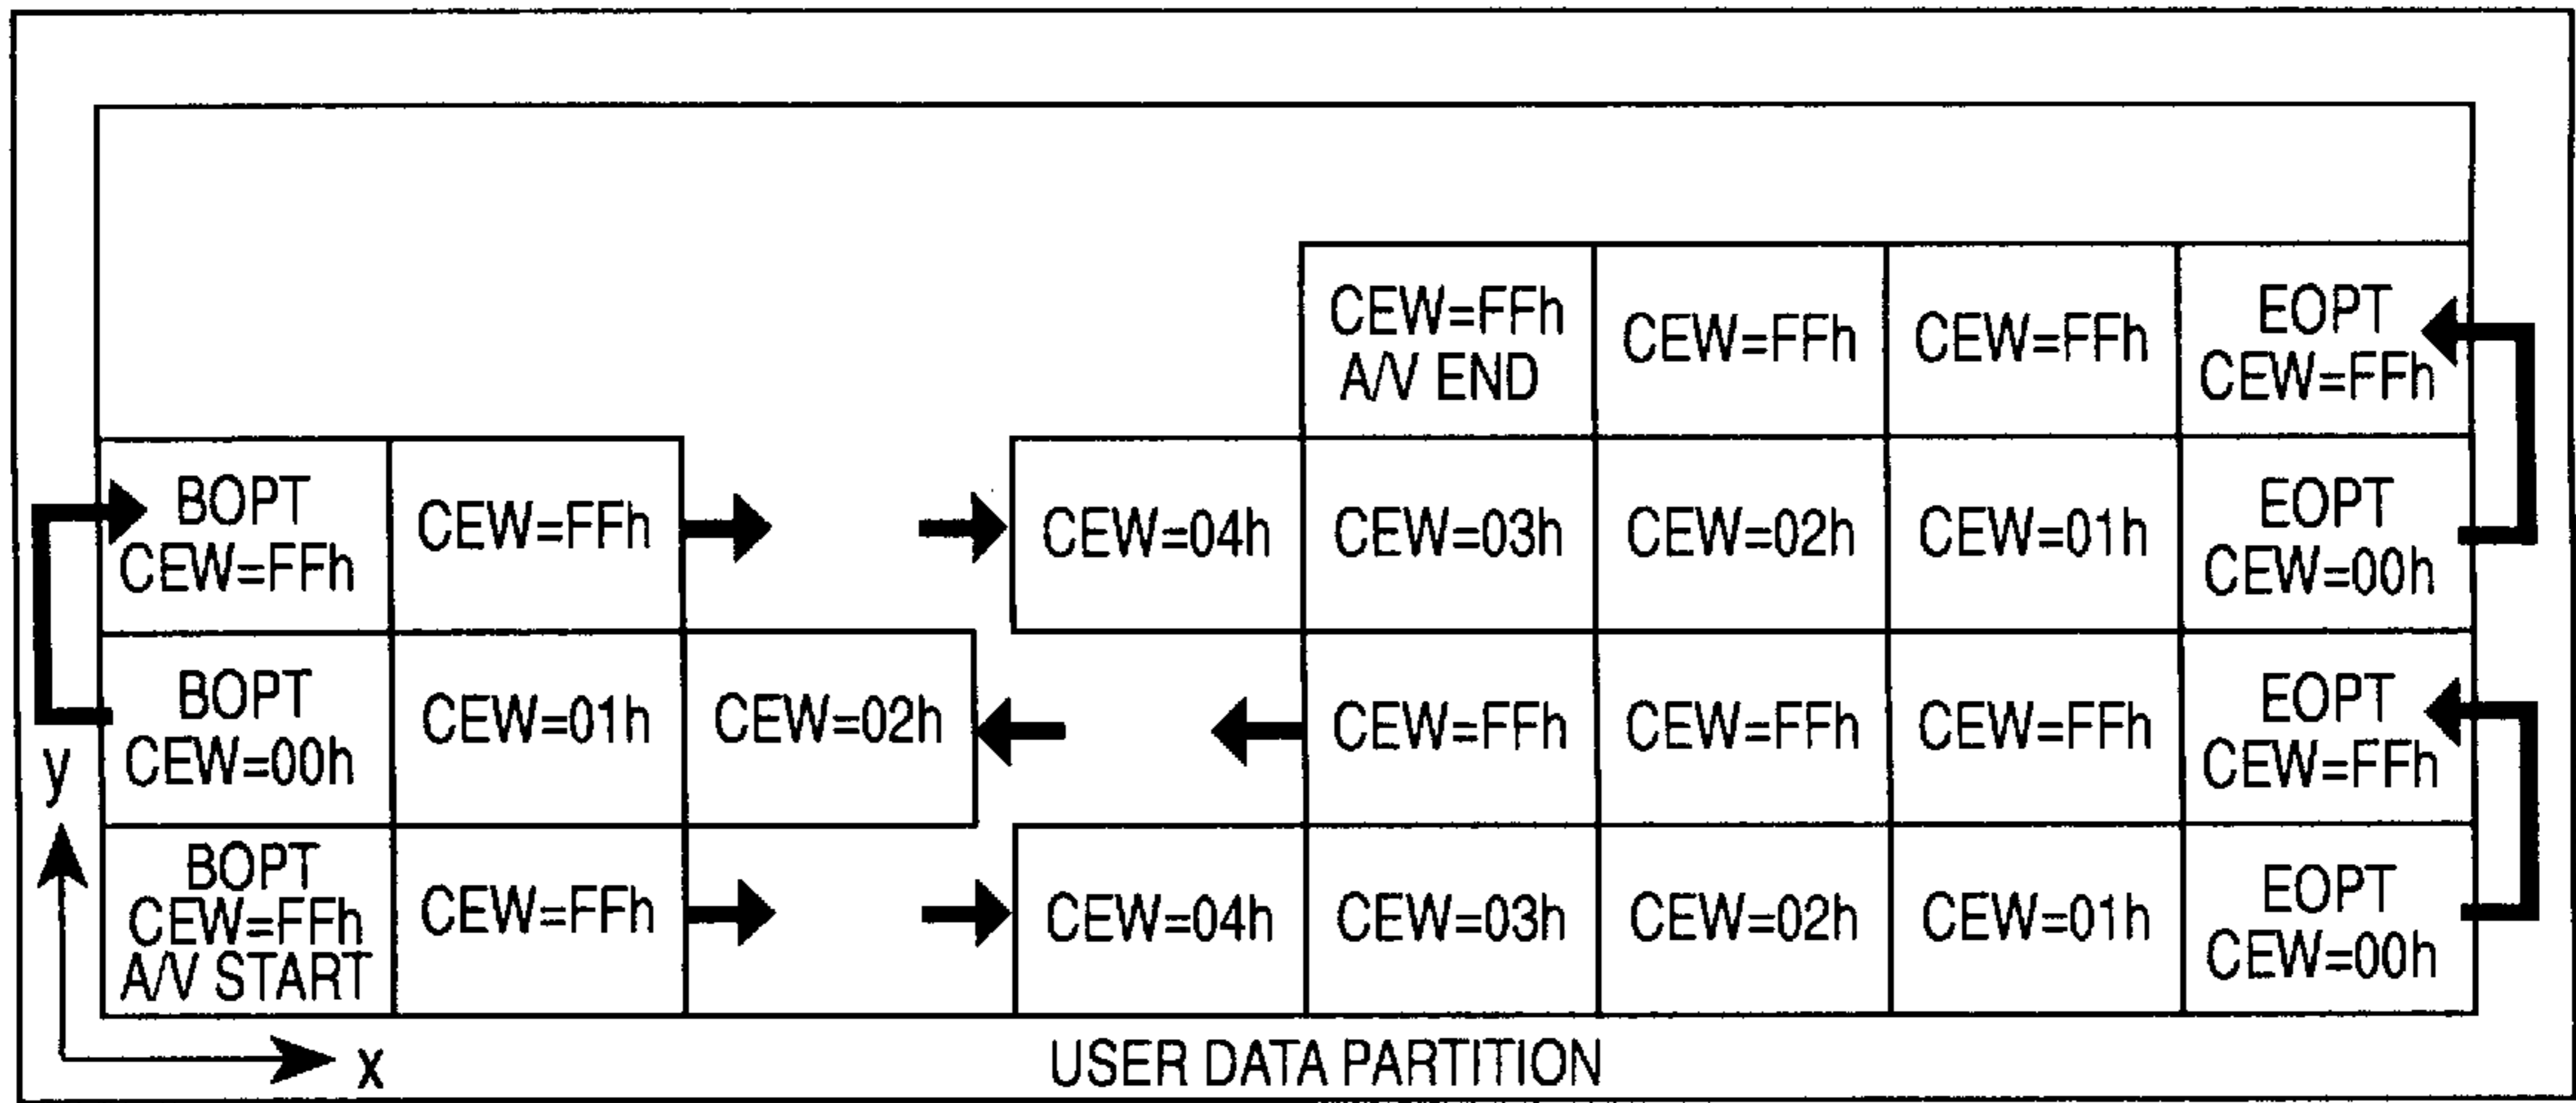 CEW=FFh
A/V END
CEW=FFh
CEW=FFh
EOPT
CEW=FFh
BOPT
CEW=FFh
CEW=FFh
CEW=04h
CEW=03h
CEW=02h
CEW=01h
EOPT
CEW=00h
BOPT
CEW=00h
CEW=01h
CEW=02h
CEW=FFh
CEW=FFh
CEW=FFh
EOPT
CEW=FFh
y
BOPT
CEW=FFh
A/V START
CEW=FFh
CEW=04h
CEW=03h
CEW=02h
CEW=01h
EOPT
CEW=00h
x
USER DATA PARTITION